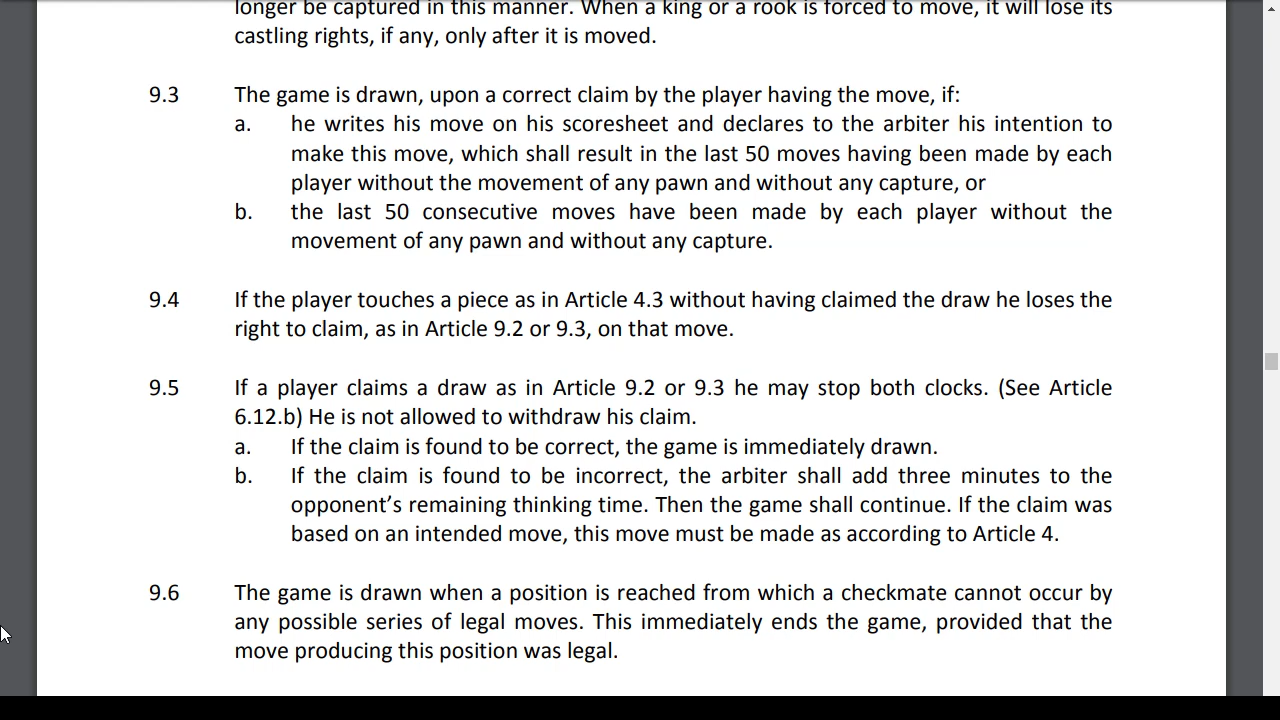 longer be captured in this manner. When a king or a rook is forced to move, it will lose its
castling rights, if any, only after it is moved.
9.3 The game is drawn, upon a correct claim by the player having the move, if:
a. he writes his move on his scoresheet and declares to the arbiter his intention to
make this move, which shall result in the last 50 moves having been made by each
player without the movement of any pawn and without any capture, or
b. the last 50 consecutive moves have been made by each player without the
movement of any pawn and without any capture.
9.4 If the player touches a piece as in Article 4.3 without having claimed the draw he loses the
right to claim, as in Article 9.2 or 9.3, on that move.
9.5 If a player claims a draw as in Article 9.2 or 9.3 he may stop both clocks. (See Article
6.12.b) He is not allowed to withdraw his claim.
a. If the claim is found to be correct, the game is immediately drawn.
b. If the claim is found to be incorrect, the arbiter shall add three minutes to the
opponent’s remaining thinking time. Then the game shall continue. If the claim was
based on an intended move, this move must be made as according to Article 4.
9.6 The game is drawn when a position is reached from which a checkmate cannot occur by
any possible series of legal moves. This immediately ends the game, provided that the
move producing this position was legal.